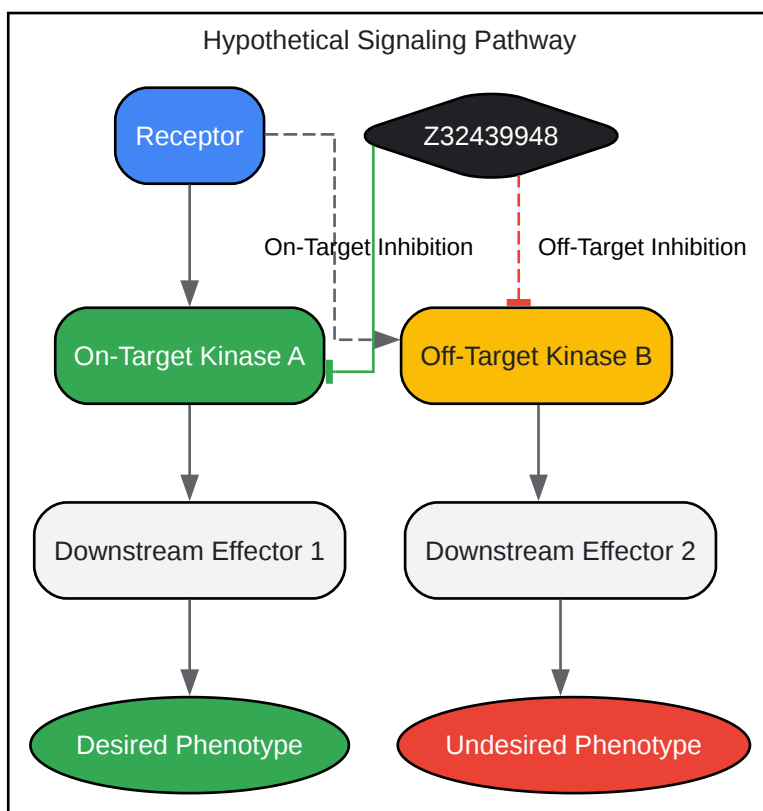 Hypothetical Signaling Pathway
Receptor
Z32439948
On-Target Inhibition
Off-Target Inhibition
On-Target Kinase A
Off-Target Kinase B
Downstream Effector 1
Downstream Effector 2
Desired Phenotype
Undesired Phenotype